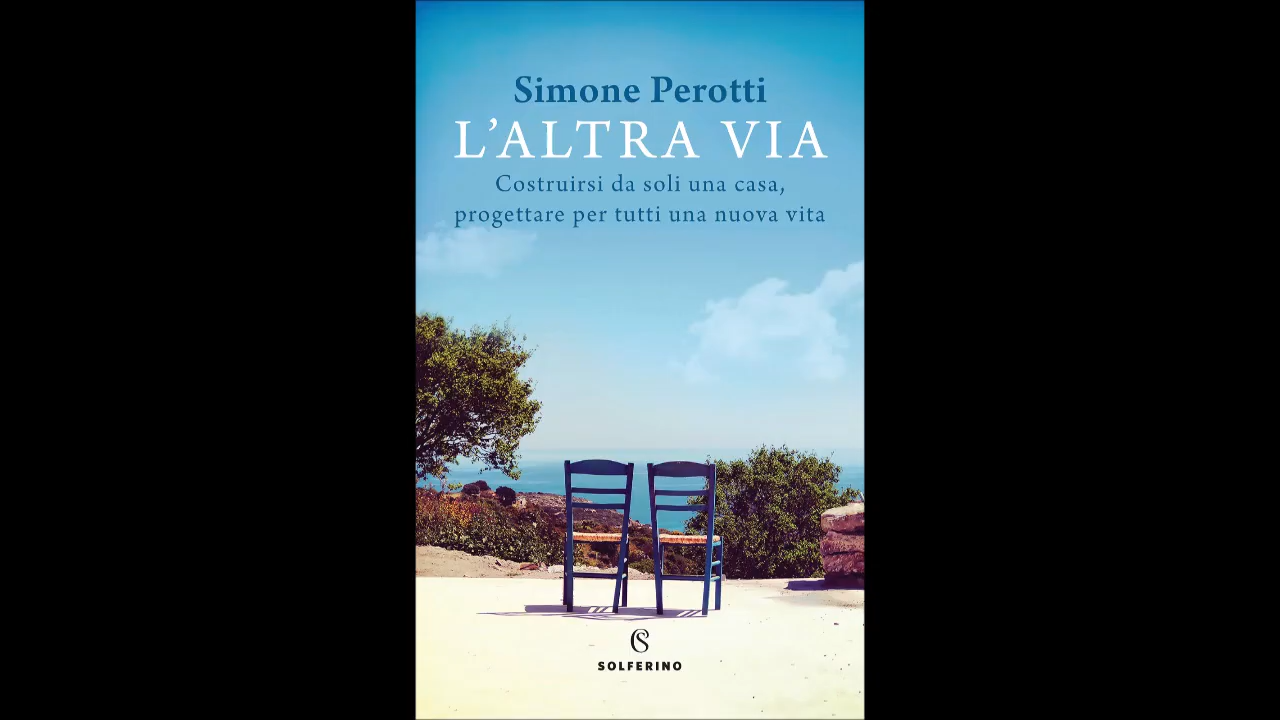 Simone Perotti
L'ALTRA VIA
Costruirsi da soli una casa,
progettare per tutti una nuova vita
SOLFERINO